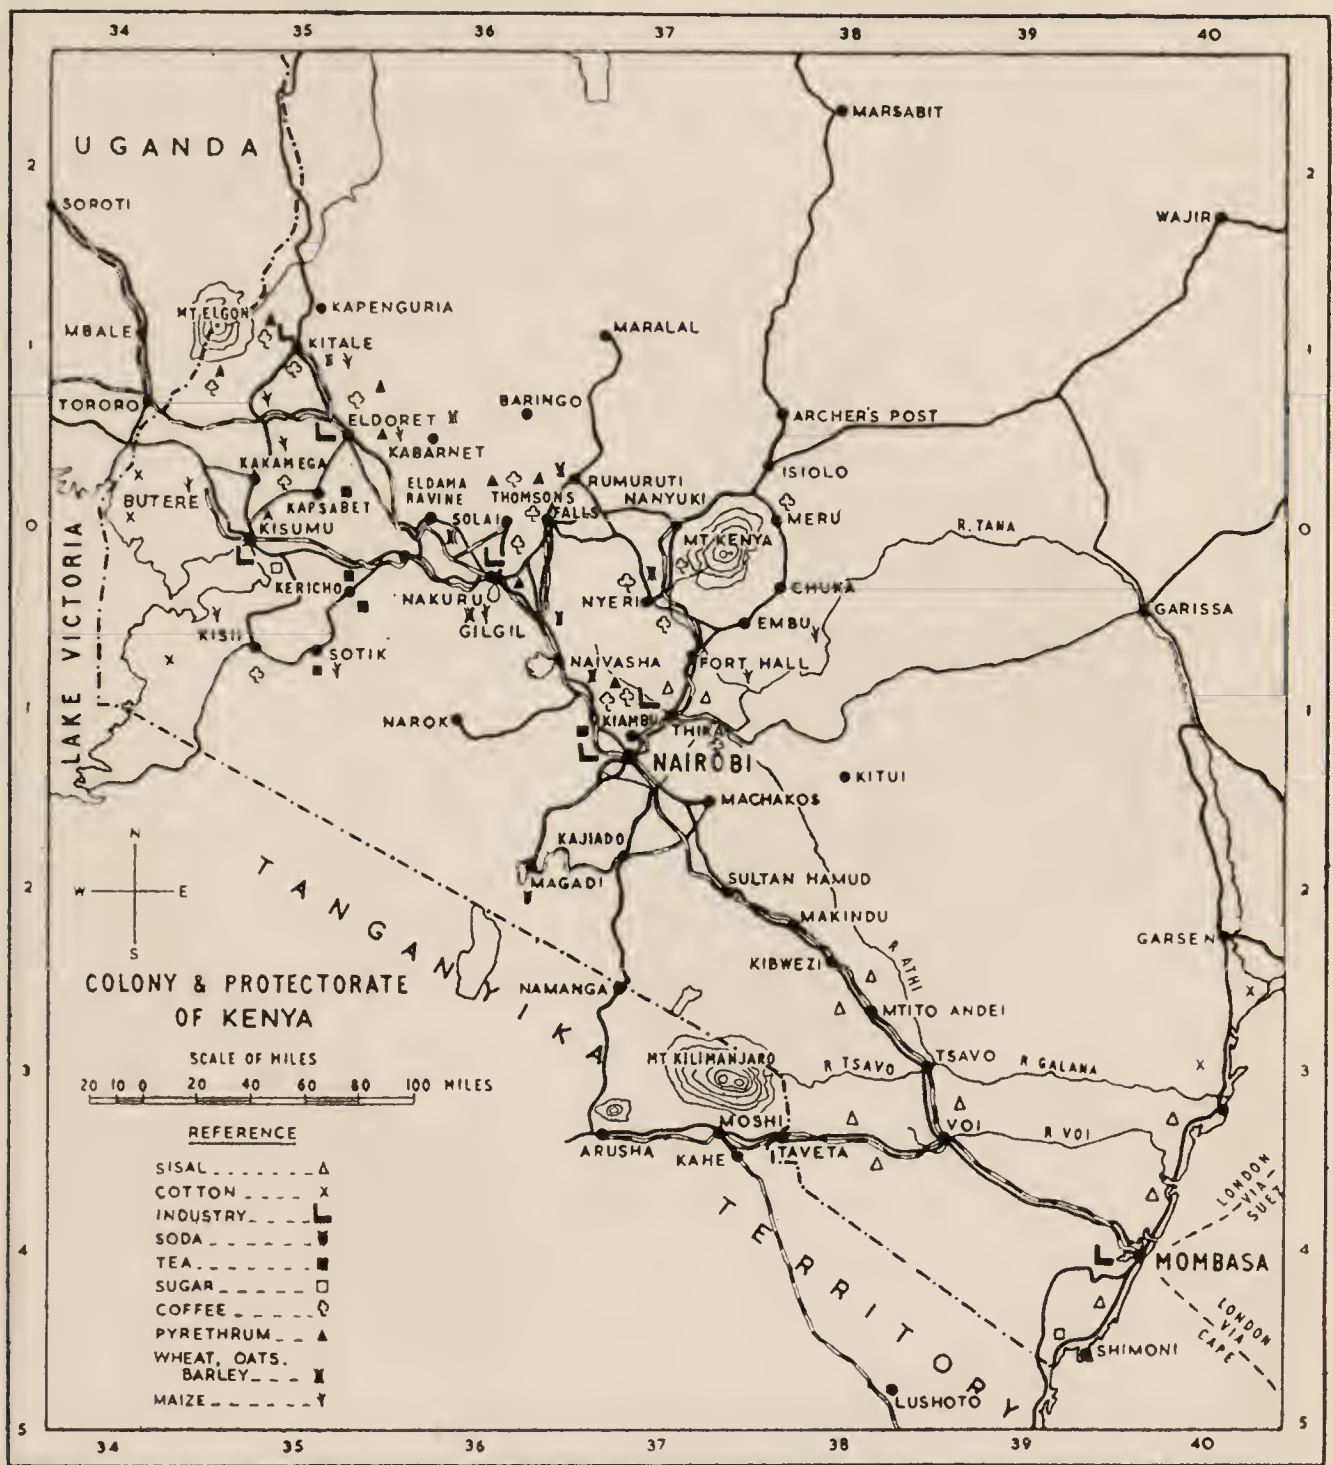 34 35 36 37 38 39 40
MARSABIT
UGANDA
2 2
SOROTI
WAJIR
MT ELGON
KAPENGURIA
MBALE
MARALAL
1 1
KITALE
BARINGO
TORORO
ELDORET
ARCHER'S POST
KABARNET
KAKAMEGA
ISIOLO
ELDAMA
RAVINE
THOMSONS
FALLS
RUMURUTI
NANYUKI
BUTERE
KAPSABET
SOLAI
MERU
0 0
KISUMU
R. TANA
MT KENYA
KERICHO
NAKURU
NYERI
CHUKA
GARISSA
GILGIL
EMBU
KISII
SOTIK
NAIVASHA
FORT HALL
LAKE VICTORIA
1 1
NAROK
KIAMBU
THIKA
NAIROBI
KITUI
MACHAKOS
N
W E
S
KAJIADO
MAGADI
2 2
SULTAN HAMUD
MAKINDU
GARSEN
KIBWEZI
R ATHI
TANGANYIKA
COLONY & PROTECTORATE
OF KENYA
NAMANGA
MTITO ANDEI
SCALE OF MILES
20 10 0 20 40 60 80 100 MILES
MT KILIMANJARO
R TSAVO
TSAVO
R GALANA
3 3
REFERENCE
MOSHI
VOI
R VOI
ARUSHA
KAHE
TAVETA
SISAL
COTTON
INDUSTRY
SODA
TEA
SUGAR
COFFEE
PYRETHRUM
WHEAT, OATS.
BARLEY
MAIZE
LONDON
VIA
SUEZ
TERRITORY
4 4
MOMBASA
LONDON
VIA
CAPE
SHIMONI
LUSHOTO
5 5
34 35 36 37 38 39 40